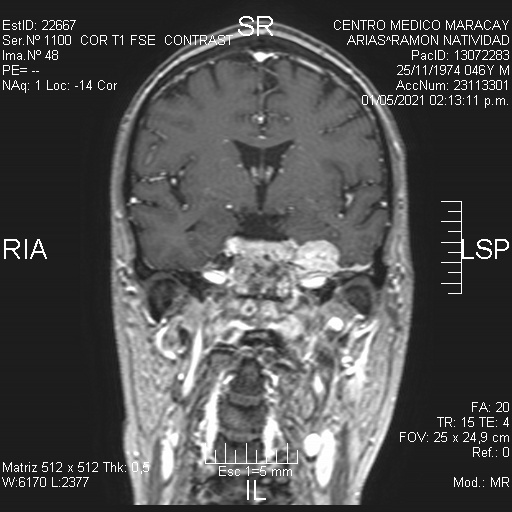 EstID: 22667
Ser.Nº 1100 COR T1 FSE CONTRAST
Ima.Nº 48
PE= --
NAq: 1 Loc: -14 Cor
SR
CENTRO MEDICO MARACAY
ARIAS^RAMON NATIVIDAD
PacID: 13072283
25/11/1974 046Y M
AccNum: 23113301
01/05/2021 02:13:11 p.m.
RIA
LSP
FA: 20
TR: 15 TE: 4
FOV: 25 x 24,9 cm
Ref.: 0
Mod.: MR
Matriz 512 x 512 Thk: 0,5
W:6170 L:2377
Esc 1=5 mm
IL